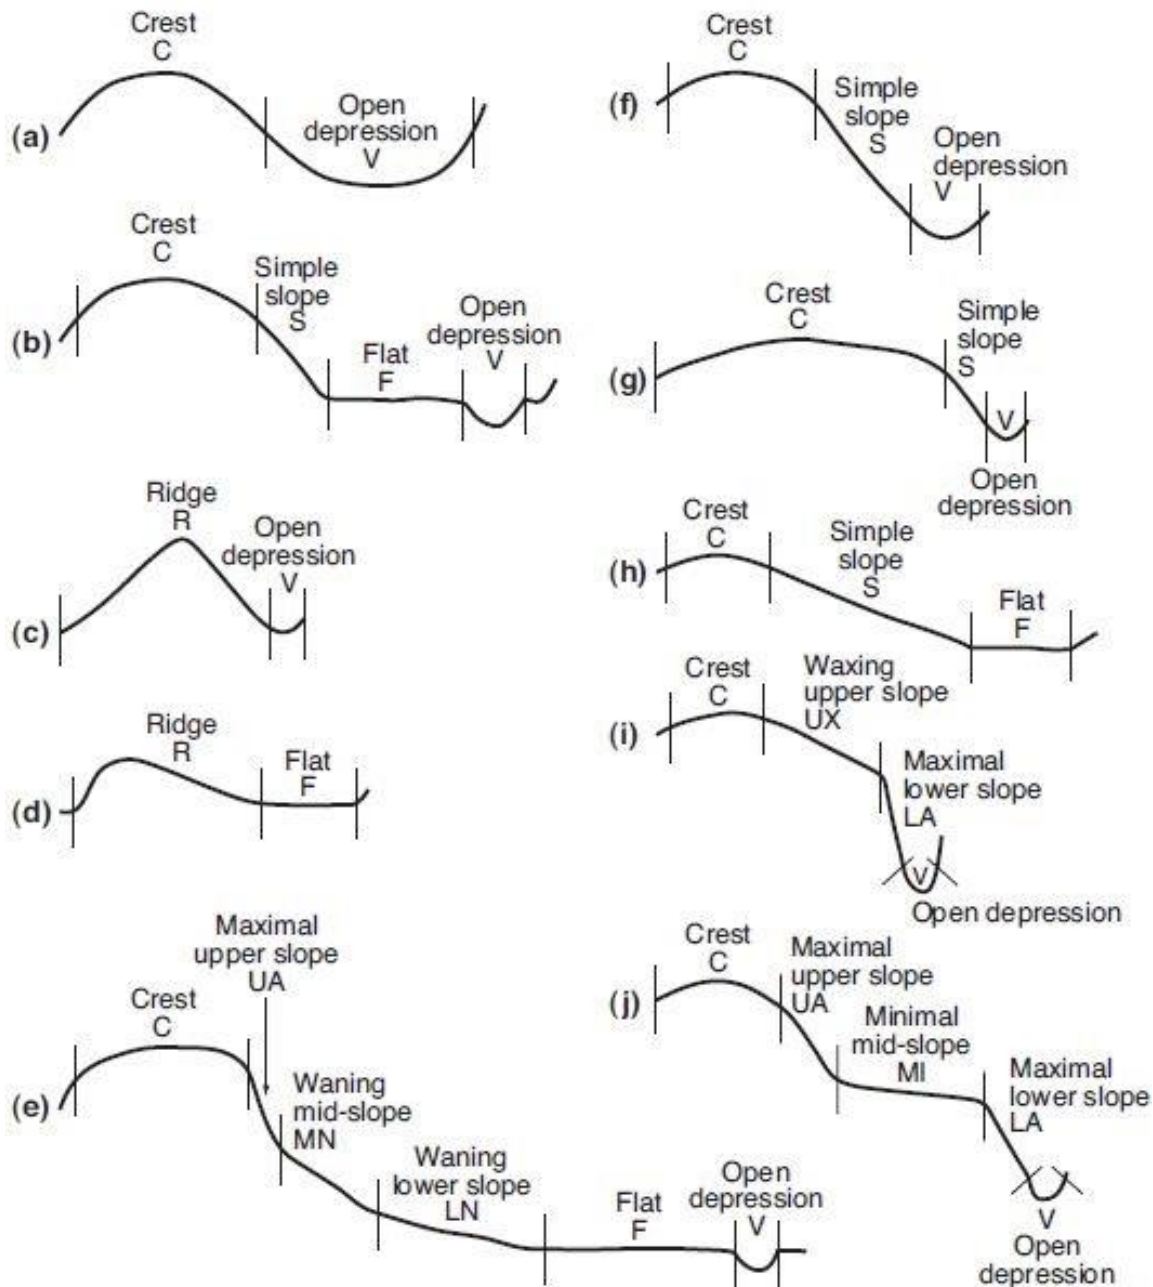 Crest
C
(a)
Open
depression
V
Crest
C
(b)
Simple
slope
S
Flat
F
Open
depression
V
Ridge
R
(c)
Open
depression
V
Ridge
R
(d)
Flat
F
Maximal
upper slope
UA
Crest
C
(e)
Waning
mid-slope
MN
Waning
lower slope
LN
Flat
F
Open
depression
V
Crest
C
(f)
Simple
slope
S
Open
depression
V
Crest
C
(g)
Simple
slope
S
V
Open
depression
Crest
C
(h)
Simple
slope
S
Flat
F
Crest
C
(i)
Waxing
upper slope
UX
Maximal
lower slope
LA
V
Open depression
Crest
C
(j)
Maximal
upper slope
UA
Minimal
mid-slope
MI
Maximal
lower slope
LA
V
Open
depression